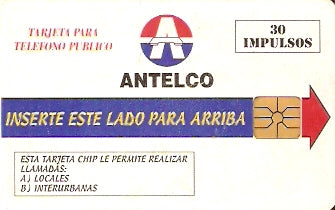 TARJETA PARA
TELEFONO PUBLICO
30
IMPULSOS
ANTELCO
INSERTE ESTE LADO PARA ARRIBA
ESTA TARJETA CHIP LE PERMITE REALIZAR
LLAMADAS:
A) LOCALES
B) INTERURBANAS